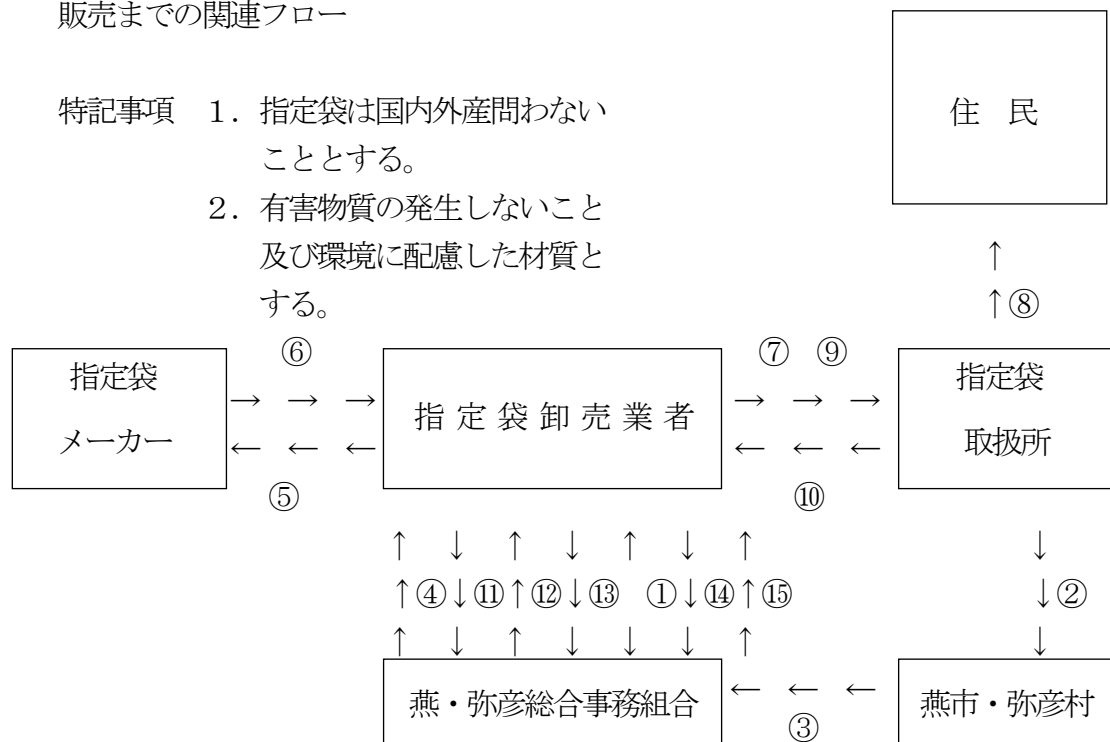 販売までの関連フロー
特記事項 1．指定袋は国内外産問わない
こととする。
2．有害物質の発生しないこと
及び環境に配慮した材質と
する。
住 民
↑
↑⑧
⑥
⑦ ⑨
指定袋
メーカー
→ → →
← ← ←
⑤
指 定 袋 卸 売 業 者
→ → →
← ← ←
⑩
指定袋
取扱所
↑ ↓ ↑ ↓ ↑ ↓ ↑
↑④↓⑪↑⑫↓⑬ ①↓⑭↑⑮
↑ ↓ ↑ ↓ ↓ ↓ ↑
↓
↓②
↓
燕・弥彦総合事務組合
← ← ←
③
燕市・弥彦村